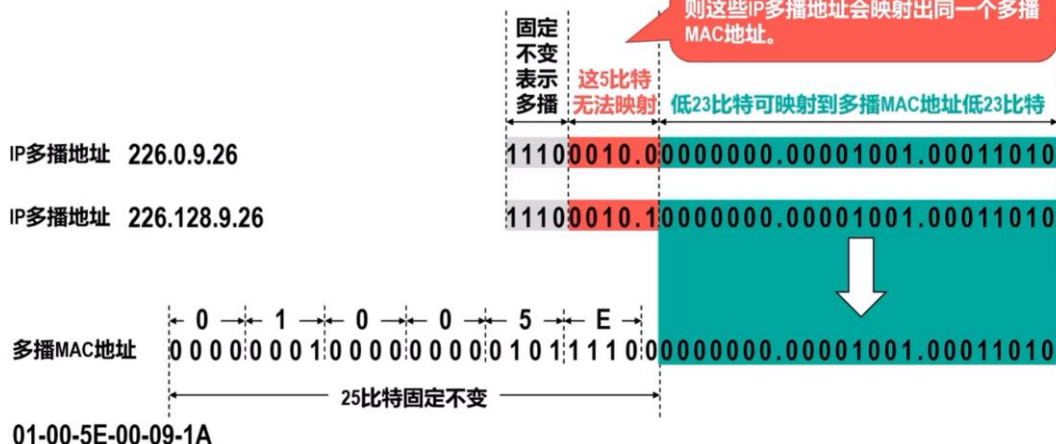 则这些IP多播地址会映射出同一个多播
MAC地址。
固定
不变
表示
多播
这5比特
无法映射
低23比特可映射到多播MAC地址低23比特
IP多播地址 226.0.9.26 11100010.00000000.00001001.00011010
IP多播地址 226.128.9.26 11100010.10000000.00001001.00011010
0 1 0 0 5 E
多播MAC地址 00000001000000000101111000000000.00001001.00011010
25比特固定不变
01-00-5E-00-09-1A